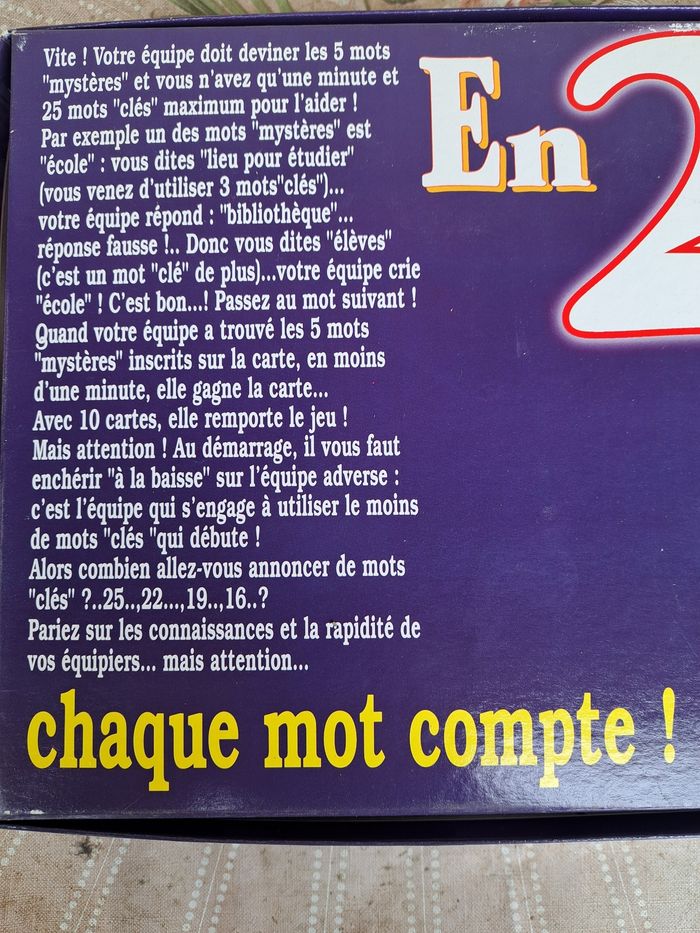 Vite ! Votre équipe doit deviner les 5 mots
"mystères" et vous n'avez qu'une minute et
25 mots "clés" maximum pour l'aider !
Par exemple un des mots "mystères" est
"école" : vous dites "lieu pour étudier"
(vous venez d'utiliser 3 mots"clés")...
votre équipe répond : "bibliothèque"...
réponse fausse !.. Donc vous dites "élèves"
(c'est un mot "clé" de plus)...votre équipe crie
"école" ! C'est bon...! Passez au mot suivant !
Quand votre équipe a trouvé les 5 mots
"mystères" inscrits sur la carte, en moins
d'une minute, elle gagne la carte...
Avec 10 cartes, elle remporte le jeu !
Mais attention ! Au démarrage, il vous faut
enchérir "à la baisse" sur l'équipe adverse :
c'est l'équipe qui s'engage à utiliser le moins
de mots "clés "qui débute !
Alors combien allez-vous annoncer de mots
"clés" ?..25..,22...,19..,16..?
Pariez sur les connaissances et la rapidité de
vos équipiers... mais attention...
chaque mot compte !
En 2